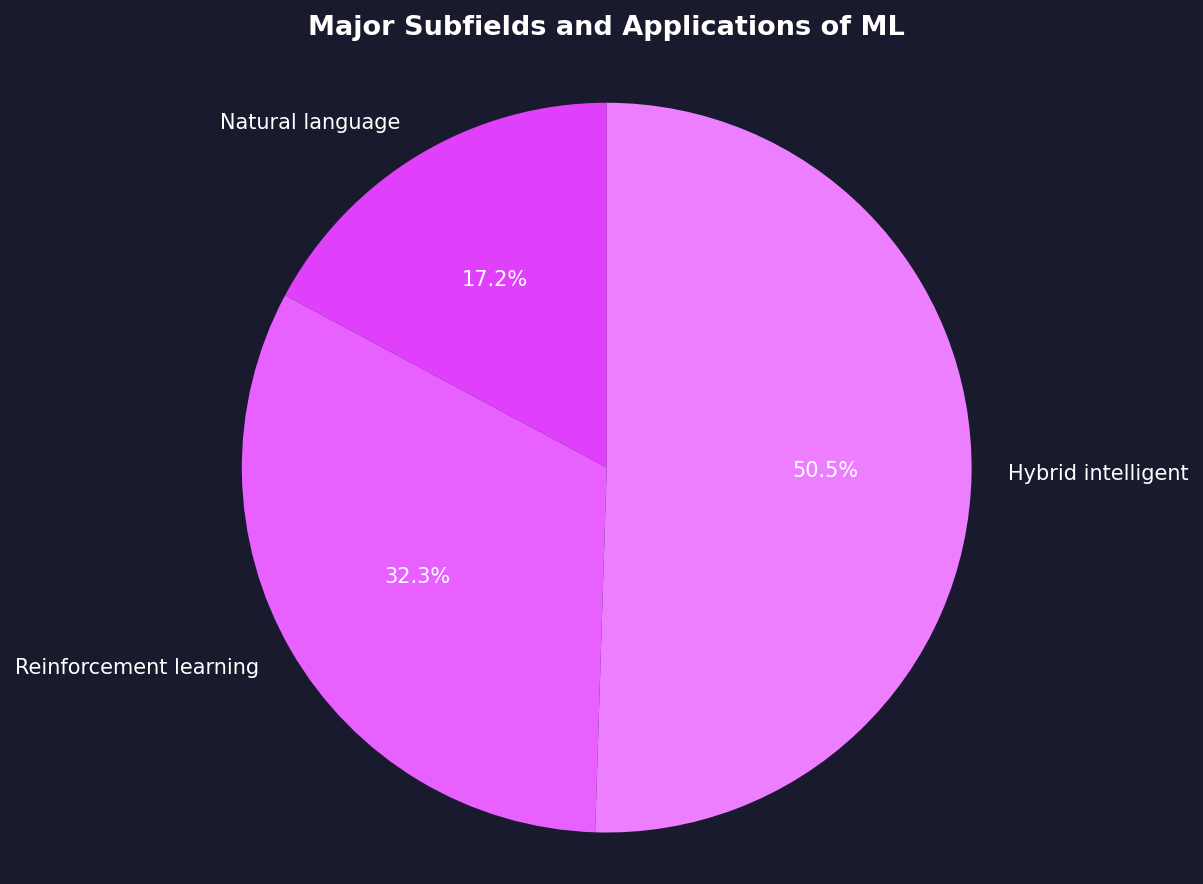 Major Subfields and Applications of ML
Natural language
17.2%
50.5%
Hybrid intelligent
32.3%
Reinforcement learning